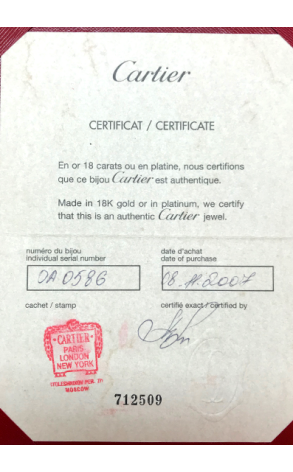 Cartier
CERTIFICAT / CERTIFICATE
En or 18 carats ou en platine, nous certifions
que ce bijou Cartier est authentique.
Made in 18K gold or in platinum, we certify
that this is an authentic Cartier jewel.
numéro du bijou
individual serial number
OA 0586
date d'achat
date of purchase
18.11.2007
cachet / stamp
certifié exact / certified by
CARTIER
PARIS
LONDON
NEW YORK
MOSCOW
712509